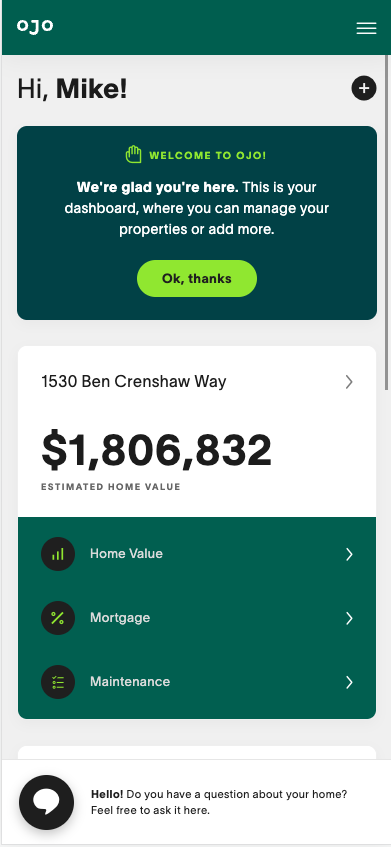 ojo
Hi, Mike!
WELCOME TO OJO!
We're glad you're here. This is your
dashboard, where you can manage your
properties or add more.
Ok, thanks
1530 Ben Crenshaw Way
$1,806,832
ESTIMATED HOME VALUE
Home Value
Mortgage
Maintenance
Hello! Do you have a question about your home?
Feel free to ask it here.